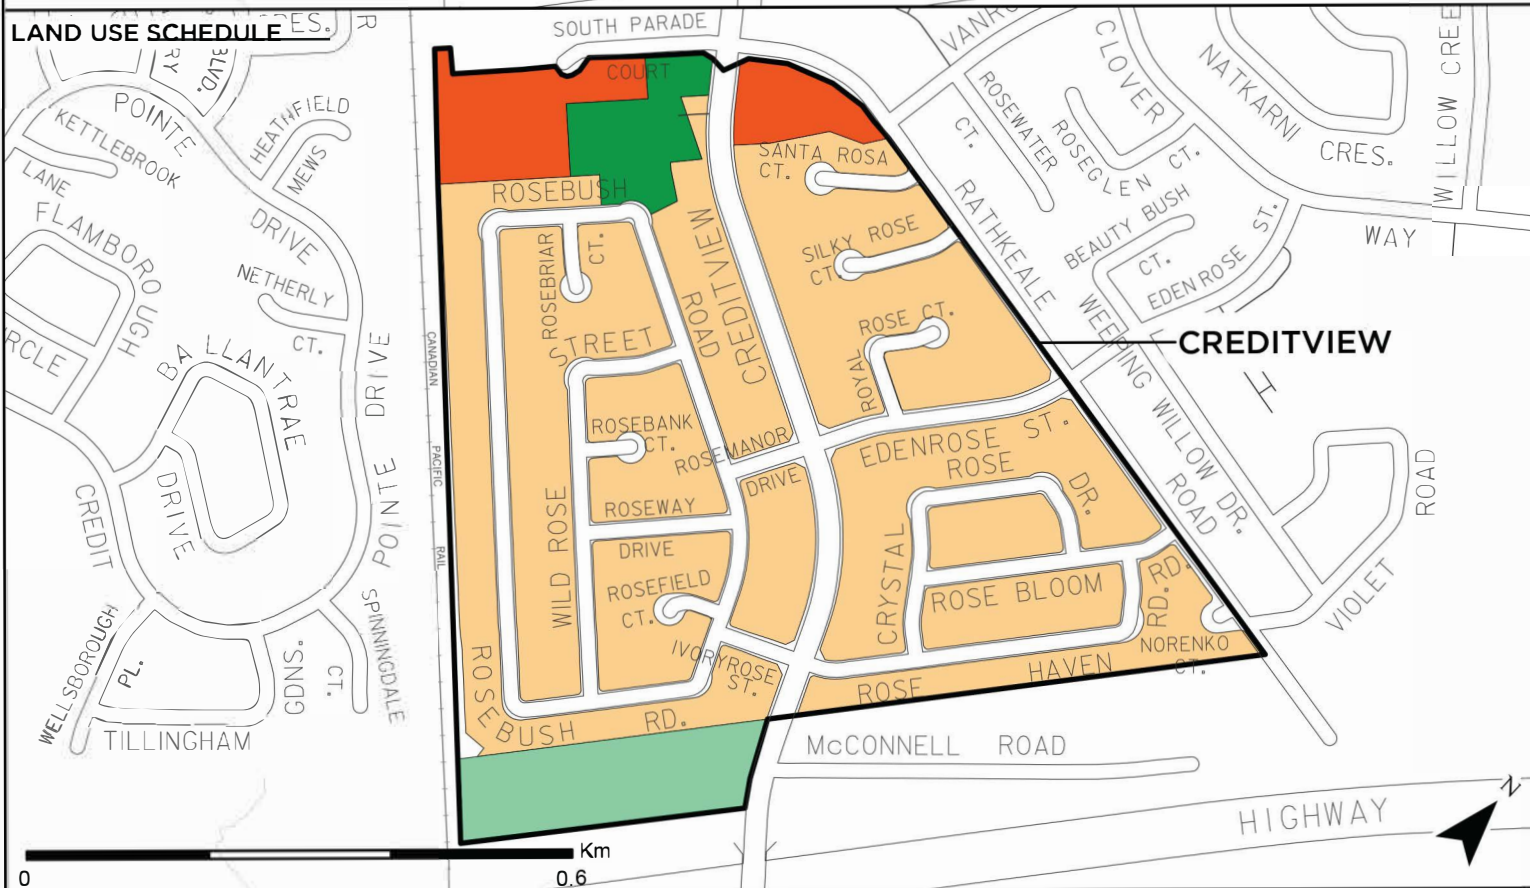 LAND USE SCHEDULE
CRES.
R
RY
BLVD.
POINTE
DRIVE
HEATHFIELD
MEWS
KETTLEBROOK
LANE
FLAMBOROUGH
NETHERLY
CT.
BALLANTRAE
DRIVE
CREDIT
POINTE DRIVE
WELLSBOROUGH
PL.
TILLINGHAM
GDNS.
SPINNINGDALE
CT.
CANADIAN
PACIFIC
RAIL
SOUTH PARADE
COURT
ROSEBUSH
ROSEBRIAR
CT.
STREET
CREDITVIEW
ROAD
SANTA ROSA
CT.
SILKY ROSE
CT.
ROYAL
ROSE CT.
ROSEBANK
CT.
ROSEMANOR
DRIVE
WILD ROSE
ROSEWAY
DRIVE
ROSEFIELD
CT.
IVORYROSE
ST.
ROSEBUSH
RD.
EDENROSE ST.
CRYSTAL
ROSE
DR.
ROSE BLOOM
RD.
ROSE HAVEN
RD.
NORENKO
CT.
McCONNELL ROAD
HIGHWAY
CLOVER
NATKARNI
CRES.
WILLOW
WAY
ROSEWATER
CT.
ROSEGLEN
CT.
BEAUTY BUSH
CT.
EDENROSE ST.
RATHKEALE
ROAD
WEEPING WILLOW DR.
CREDITVIEW
VIOLET
ROAD
N
0
0.6
Km